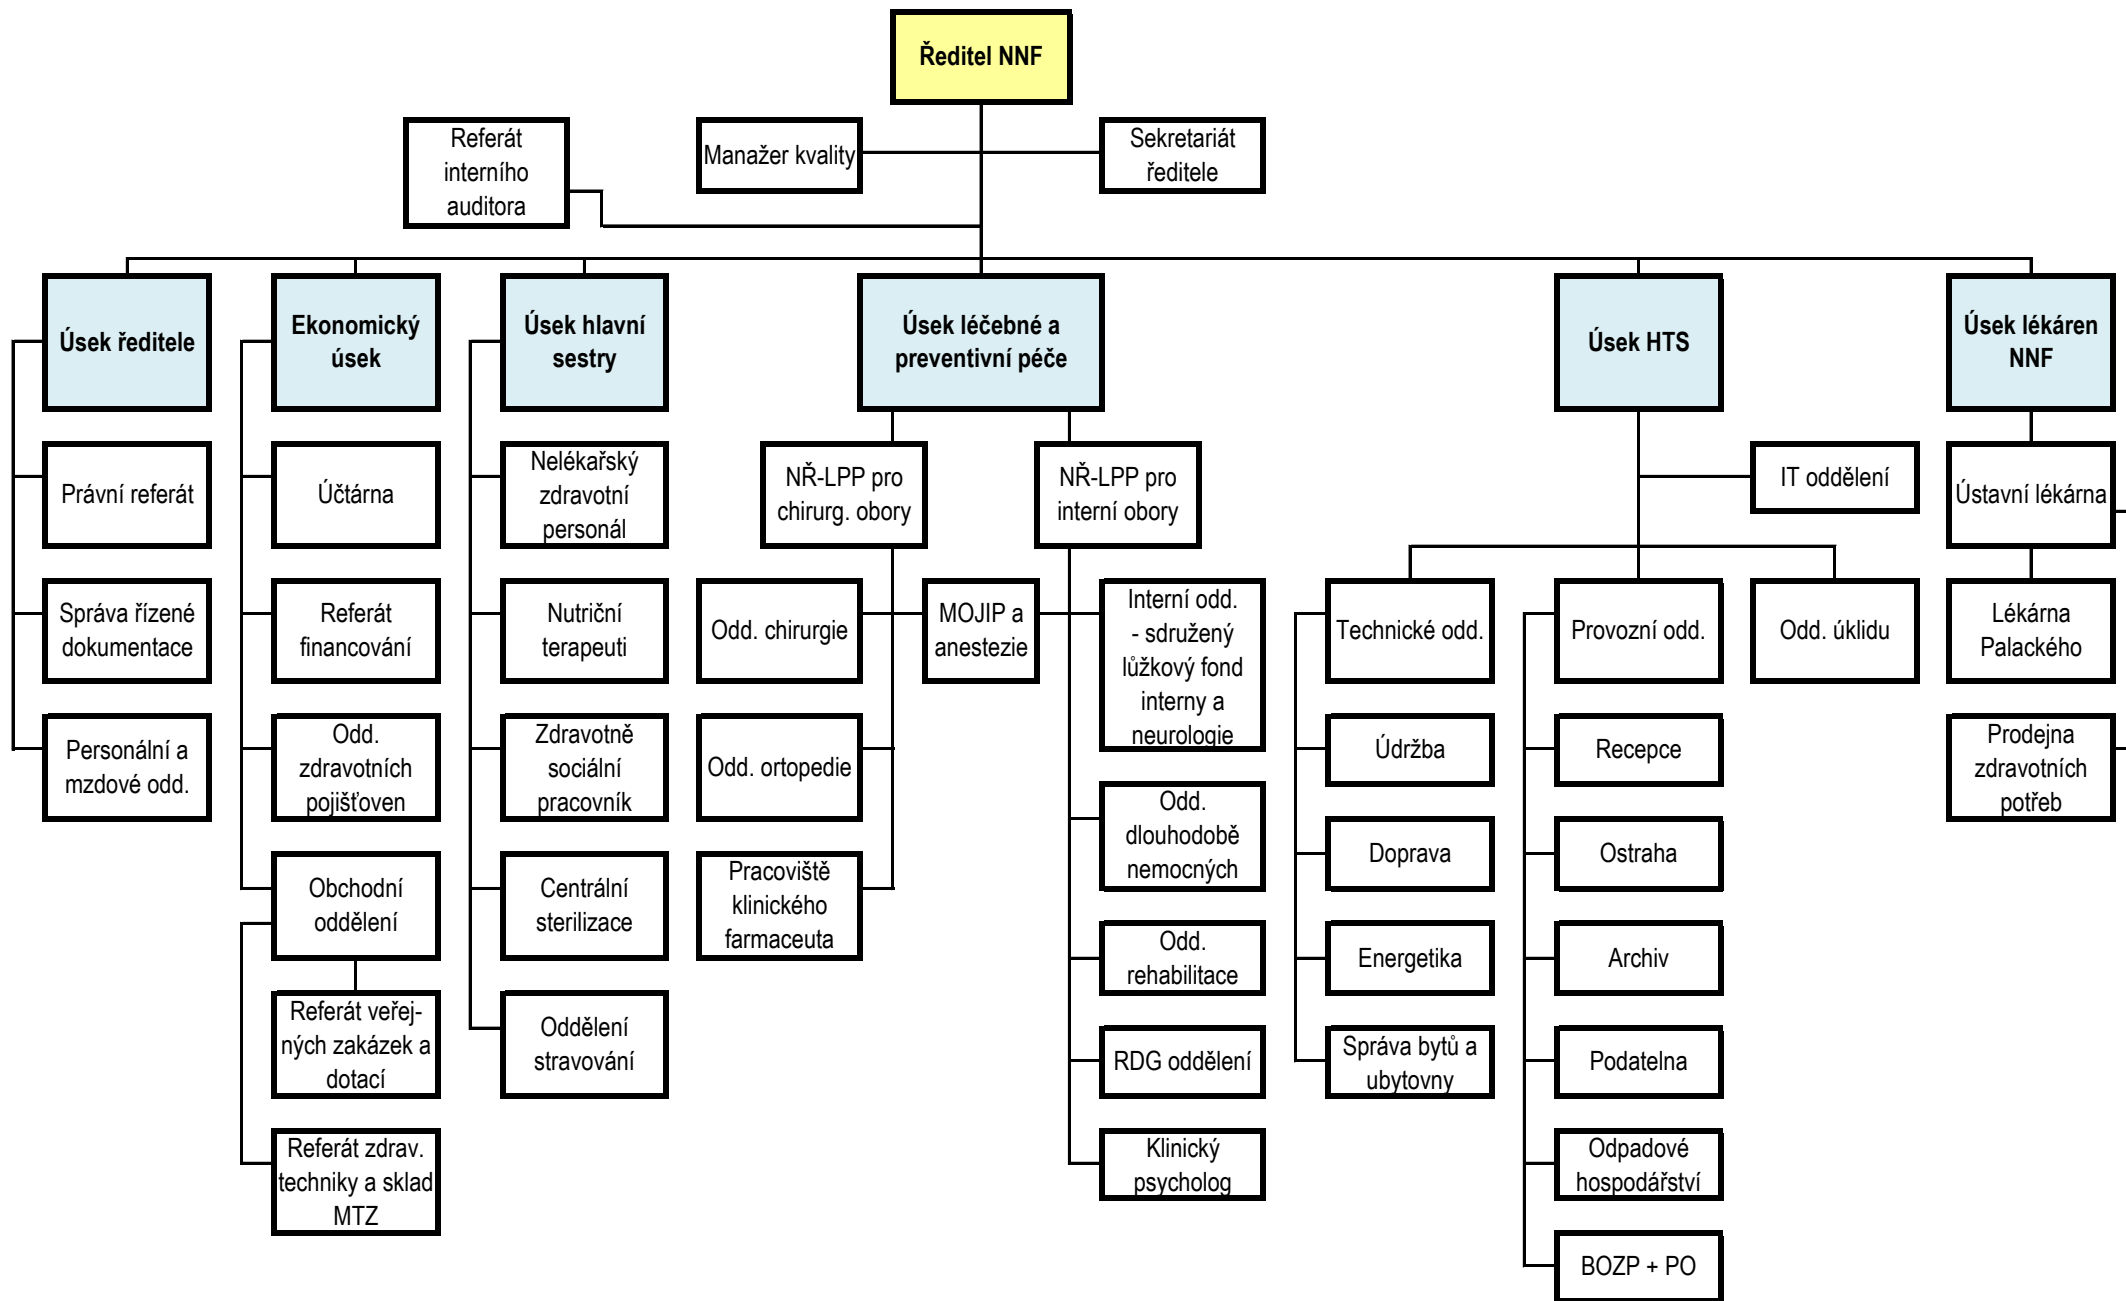 Ředitel NNF
Referát
interního
auditora
Manažer kvality
Sekretariát
ředitele
Úsek ředitele
Ekonomický
úsek
Úsek hlavní
sestry
Úsek léčebné a
preventivní péče
Úsek HTS
Úsek lékáren
NNF
Právní referát
Účtárna
Nelékařský
zdravotní
personál
NŘ-LPP pro
chirurg. obory
NŘ-LPP pro
interní obory
IT oddělení
Ústavní lékárna
Správa řízené
dokumentace
Referát
financování
Nutriční
terapeuti
Odd. chirurgie
MOJIP a
anestezie
Interní odd.
- sdružený
lůžkový fond
interny a
neurologie
Technické odd.
Provozní odd.
Odd. úklidu
Lékárna
Palackého
Personální a
mzdové odd.
Odd.
zdravotních
pojišťoven
Zdravotně
sociální
pracovník
Odd. ortopedie
Údržba
Recepce
Prodejna
zdravotních
potřeb
Obchodní
oddělení
Centrální
sterilizace
Pracoviště
klinického
farmaceuta
Odd.
dlouhodobě
nemocných
Doprava
Ostraha
Referát veřej-
ných zakázek a
dotací
Oddělení
stravování
Odd.
rehabilitace
Energetika
Archiv
RDG oddělení
Správa bytů a
ubytovny
Podatelna
Referát zdrav.
techniky a sklad
MTZ
Klinický
psycholog
Odpadové
hospodářství
BOZP + PO